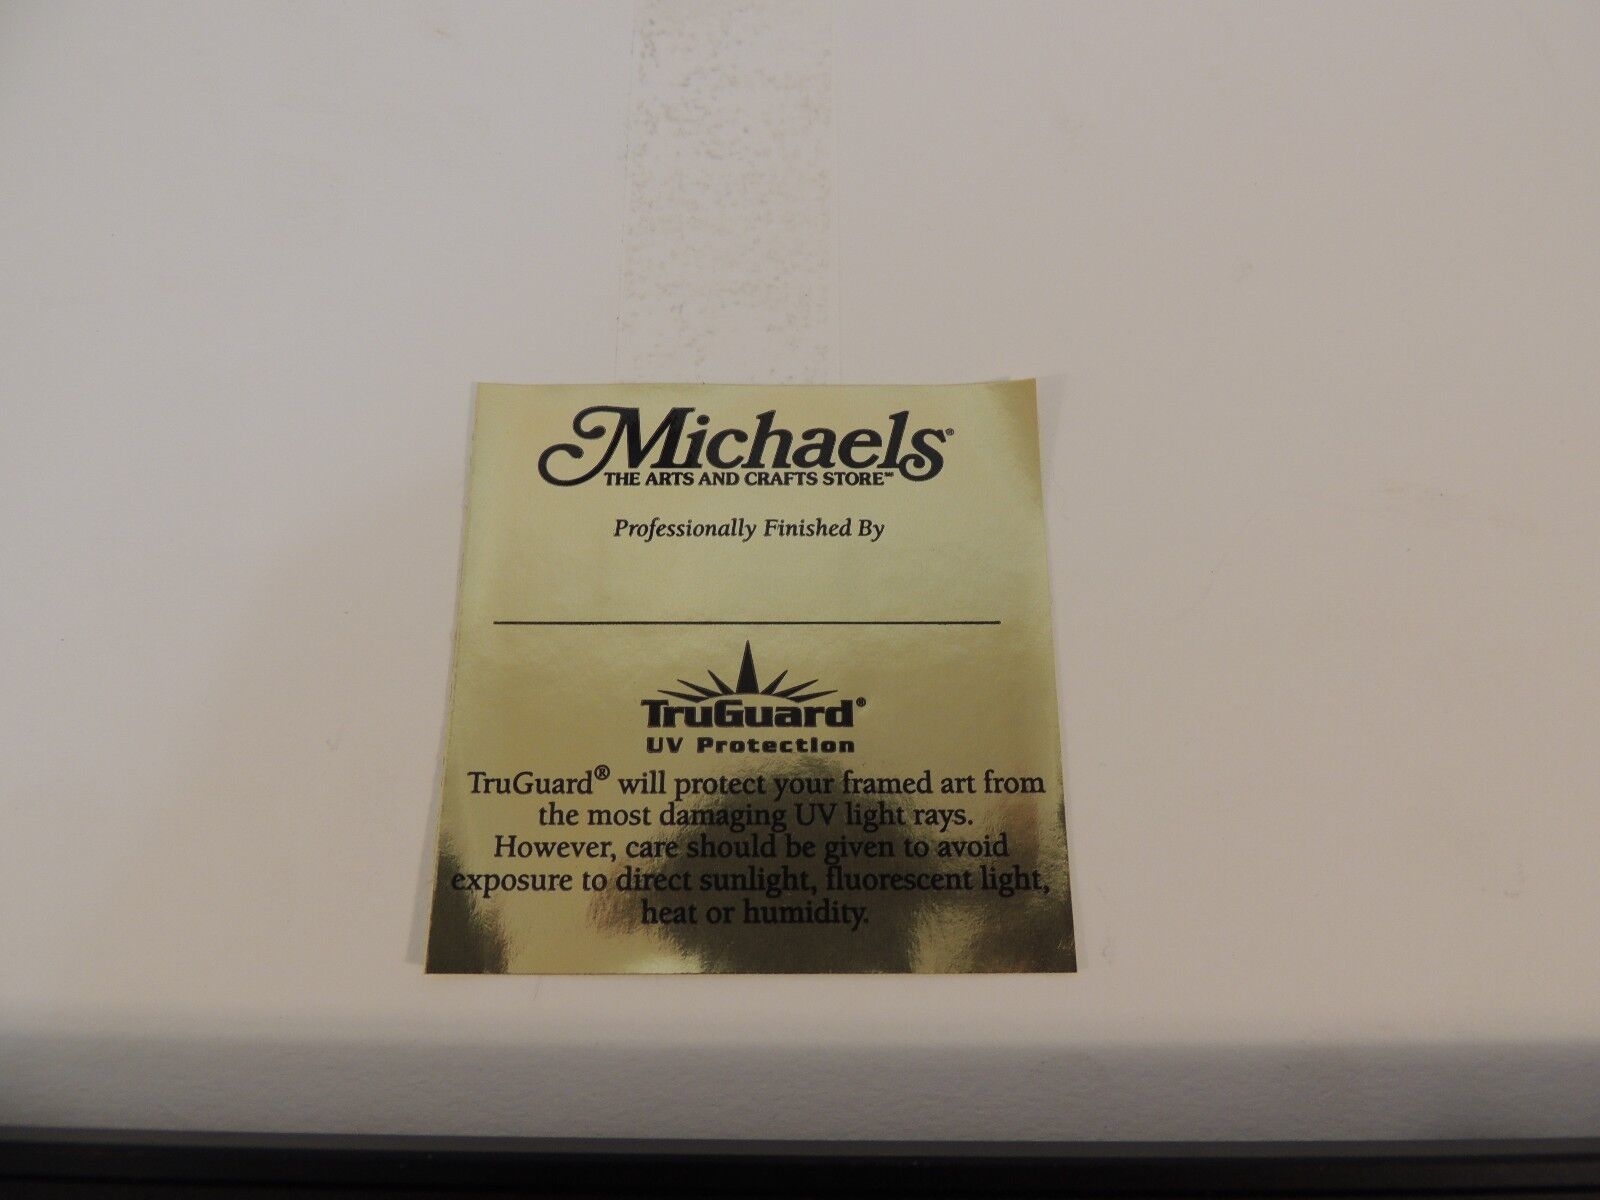 Michaels®
THE ARTS AND CRAFTS STORE℠
Professionally Finished By
TruGuard®
UV Protection
TruGuard® will protect your framed art from
the most damaging UV light rays.
However, care should be given to avoid
exposure to direct sunlight, fluorescent light,
heat or humidity.